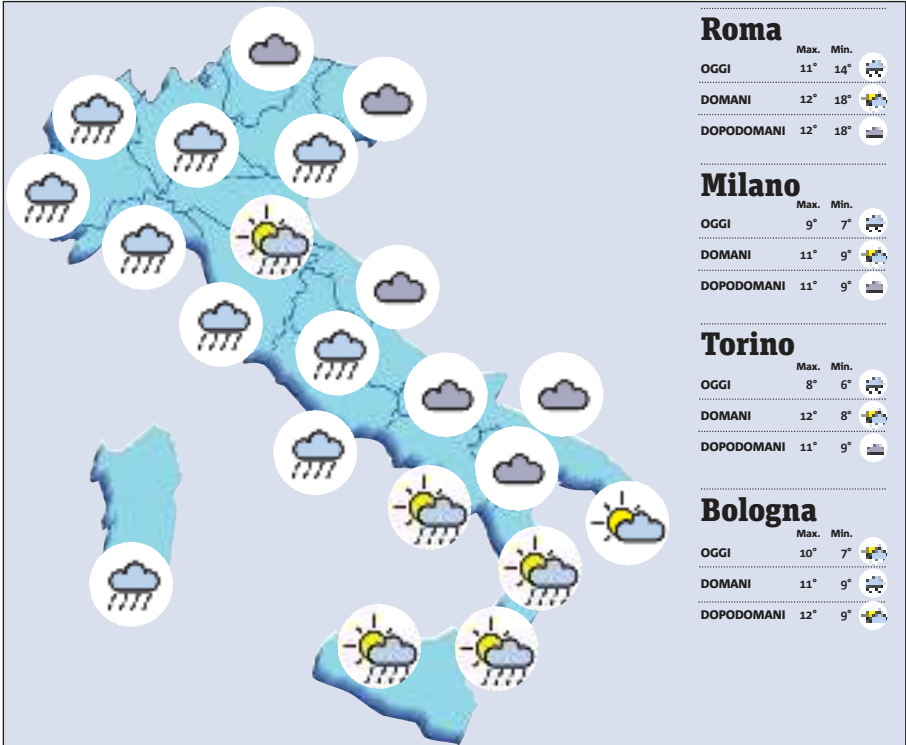 Roma
Max. Min.
OGGI 11° 14°
DOMANI 12° 18°
DOPODOMANI 12° 18°
Milano
Max. Min.
OGGI 9° 7°
DOMANI 11° 9°
DOPODOMANI 11° 9°
Torino
Max. Min.
OGGI 8° 6°
DOMANI 12° 8°
DOPODOMANI 11° 9°
Bologna
Max. Min.
OGGI 10° 7°
DOMANI 11° 9°
DOPODOMANI 12° 9°